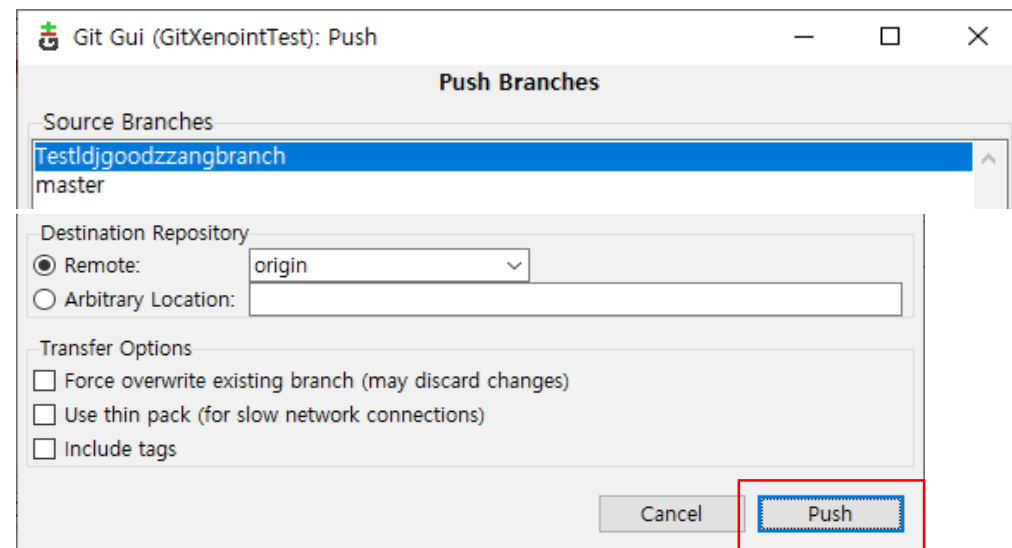 Git Gui (GitXenointTest): Push
Push Branches
Source Branches
Testldjgoodzzangbranch
master
Destination Repository
Remote: origin
Arbitrary Location:
Transfer Options
Force overwrite existing branch (may discard changes)
Use thin pack (for slow network connections)
Include tags
Cancel Push